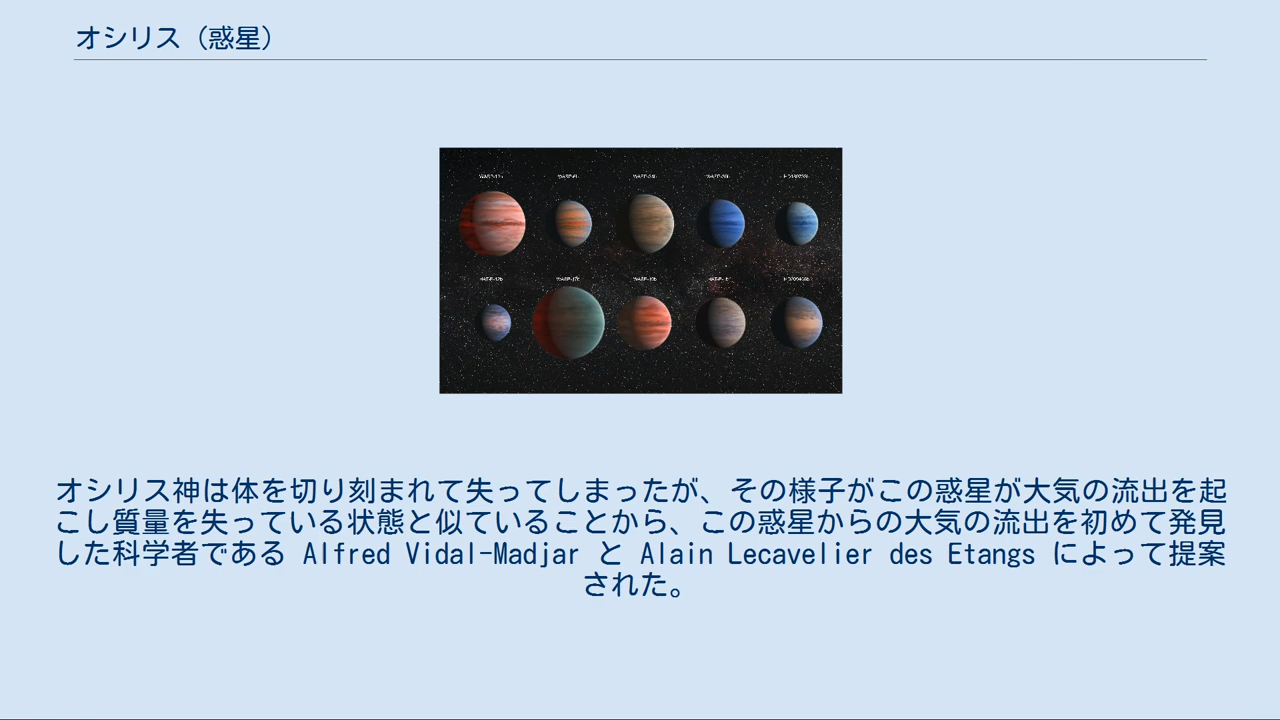 オシリス（惑星）
オシリス神は体を切り刻まれて失ってしまったが、その様子がこの惑星が大気の流出を起
こし質量を失っている状態と似ていることから、この惑星からの大気の流出を初めて発見
した科学者である Alfred Vidal-Madjar と Alain Lecavelier des Etangs によって提案
された。